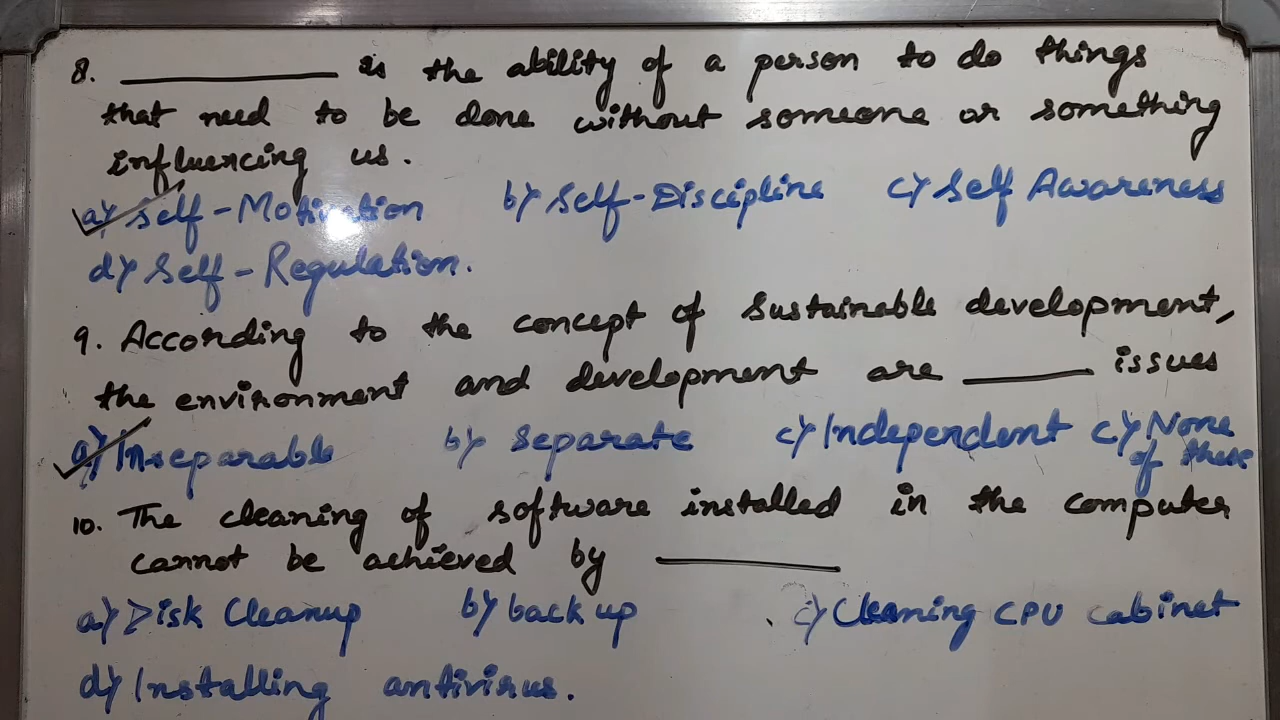 8. __________ is the ability of a person to do things
that need to be done without someone or something
influencing us.
a) Self-Motivation b) Self-Discipline c) Self Awareness
d) Self-Regulation.
9. According to the concept of Sustainable development,
the environment and development are ______ issues
a) Inseparable b) Separate c) Independent c) None
of these
10. The cleaning of software installed in the computer
cannot be achieved by ________
a) Disk Cleanup b) back up c) Cleaning CPU cabinet
d) Installing antivirus.